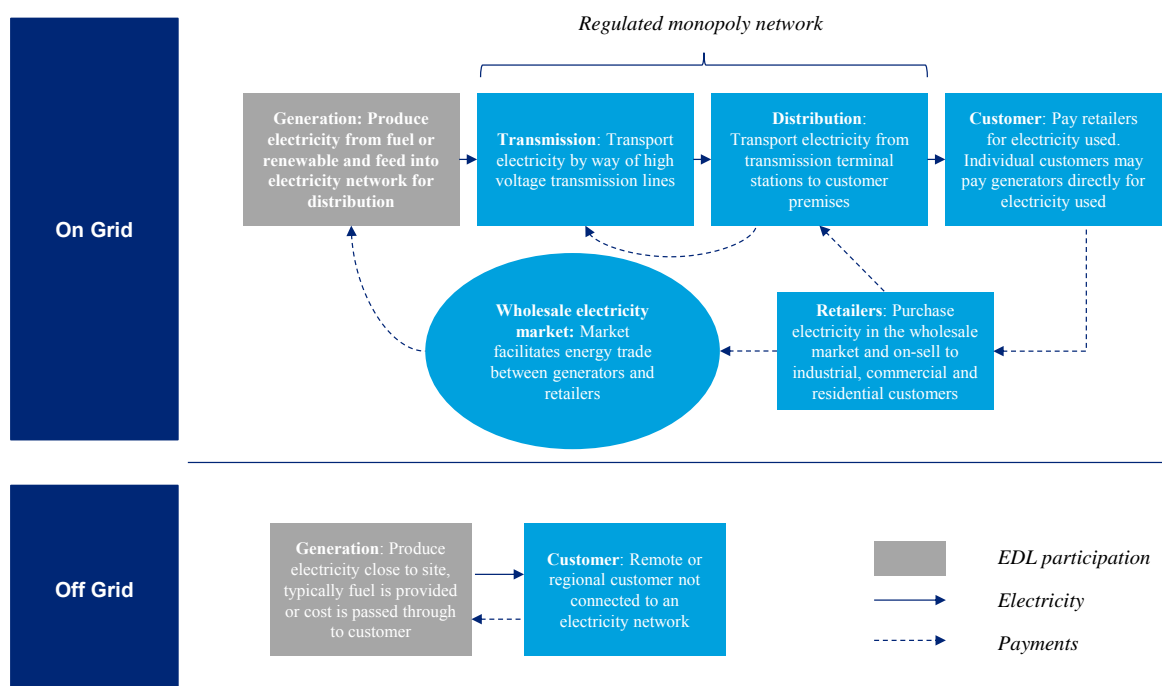 Regulated monopoly network
On Grid
Generation: Produce
electricity from fuel or
renewable and feed into
electricity network for
distribution
Transmission: Transport
electricity by way of high
voltage transmission lines
Distribution:
Transport electricity from
transmission terminal
stations to customer
premises
Customer: Pay retailers
for electricity used.
Individual customers may
pay generators directly for
electricity used
Wholesale electricity
market: Market
facilitates energy trade
between generators and
retailers
Retailers: Purchase
electricity in the wholesale
market and on-sell to
industrial, commercial and
residential customers
Off Grid
Generation: Produce
electricity close to site,
typically fuel is provided
or cost is passed through
to customer
Customer: Remote or
regional customer not
connected to an
electricity network
EDL participation
Electricity
Payments